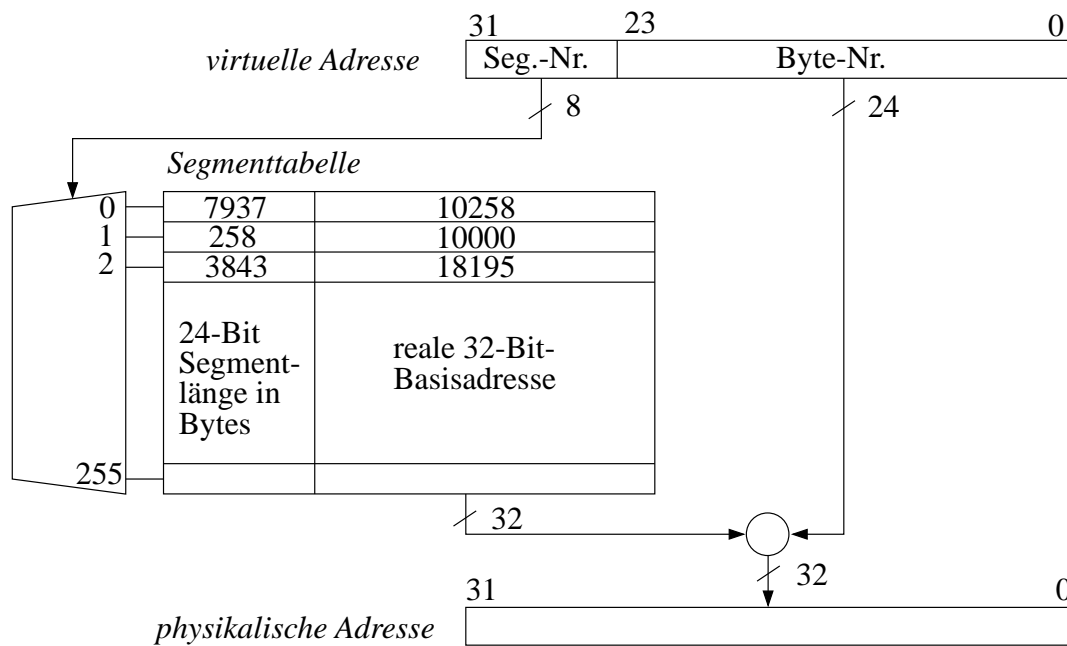 31 23 0
virtuelle Adresse Seg.-Nr. Byte-Nr.
8 24
Segmenttabelle
0 7937 10258
1 258 10000
2 3843 18195
24-Bit
Segment-
länge in
Bytes
reale 32-Bit-
Basisadresse
255
32
32
31 0
physikalische Adresse